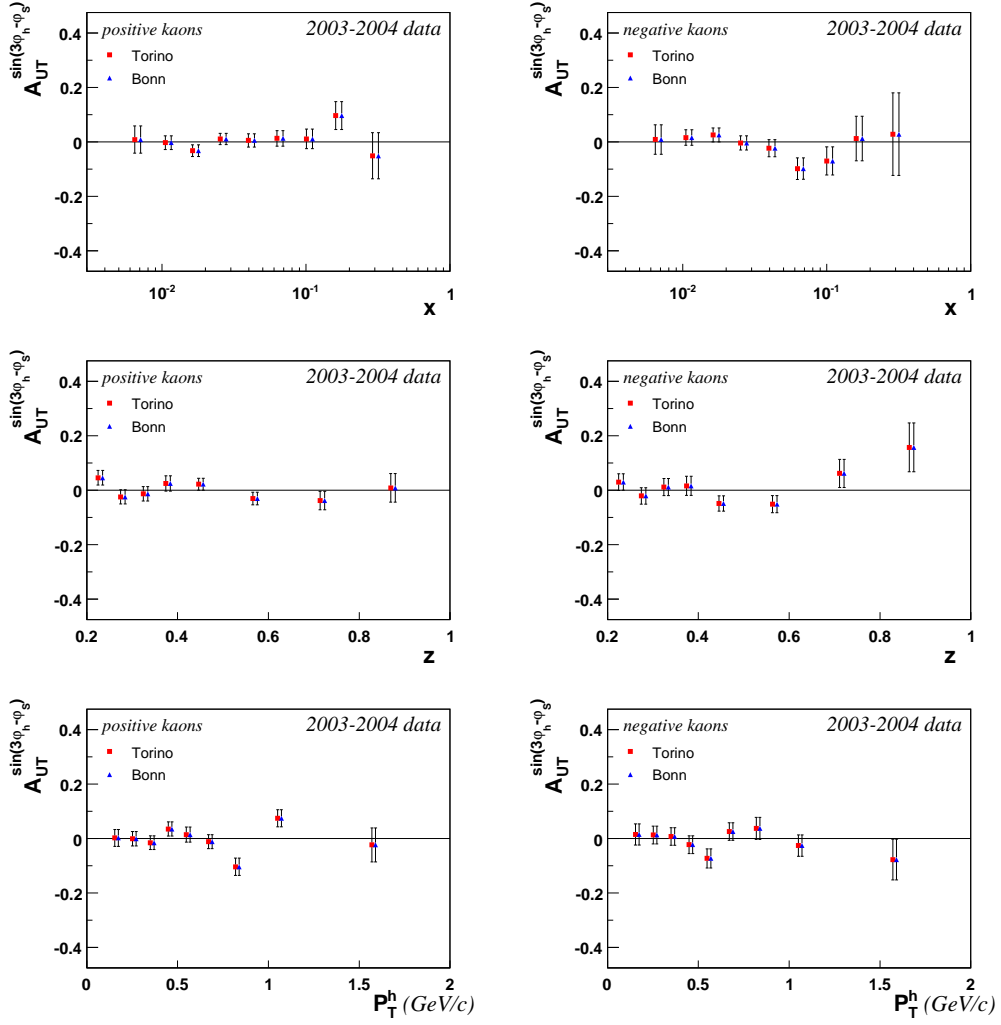 A_UT^sin(3φ_h-φ_S)
positive kaons 2003-2004 data
Torino
Bonn
0.4
0.2
0
-0.2
-0.4
10^-2 10^-1 1
x
A_UT^sin(3φ_h-φ_S)
negative kaons 2003-2004 data
Torino
Bonn
0.4
0.2
0
-0.2
-0.4
10^-2 10^-1 1
x
A_UT^sin(3φ_h-φ_S)
positive kaons 2003-2004 data
Torino
Bonn
0.4
0.2
0
-0.2
-0.4
0.2 0.4 0.6 0.8 1
z
A_UT^sin(3φ_h-φ_S)
negative kaons 2003-2004 data
Torino
Bonn
0.4
0.2
0
-0.2
-0.4
0.2 0.4 0.6 0.8 1
z
A_UT^sin(3φ_h-φ_S)
positive kaons 2003-2004 data
Torino
Bonn
0.4
0.2
0
-0.2
-0.4
0 0.5 1 1.5 2
P_T^h (GeV/c)
A_UT^sin(3φ_h-φ_S)
negative kaons 2003-2004 data
Torino
Bonn
0.4
0.2
0
-0.2
-0.4
0 0.5 1 1.5 2
P_T^h (GeV/c)